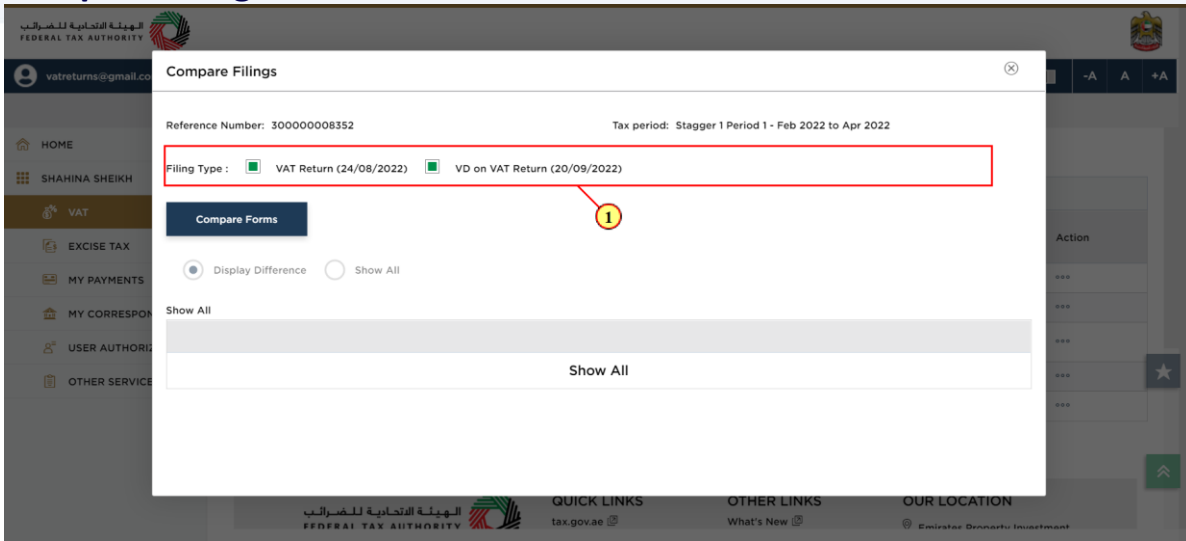 الهيئة الاتحادية للضرائب
FEDERAL TAX AUTHORITY
vatreturns@gmail.co
-A A +A
Compare Filings
Reference Number: 300000008352
Tax period: Stagger 1 Period 1 - Feb 2022 to Apr 2022
Filing Type : VAT Return (24/08/2022) VD on VAT Return (20/09/2022)
1
Compare Forms
Display Difference Show All
Show All
Show All
HOME
SHAHINA SHEIKH
VAT
EXCISE TAX
MY PAYMENTS
MY CORRESPON
USER AUTHORIZ
OTHER SERVICE
Action
الهيئة الاتحادية للضرائب
FEDERAL TAX AUTHORITY
QUICK LINKS
tax.gov.ae
OTHER LINKS
What's New
OUR LOCATION
Emirates Property Investment